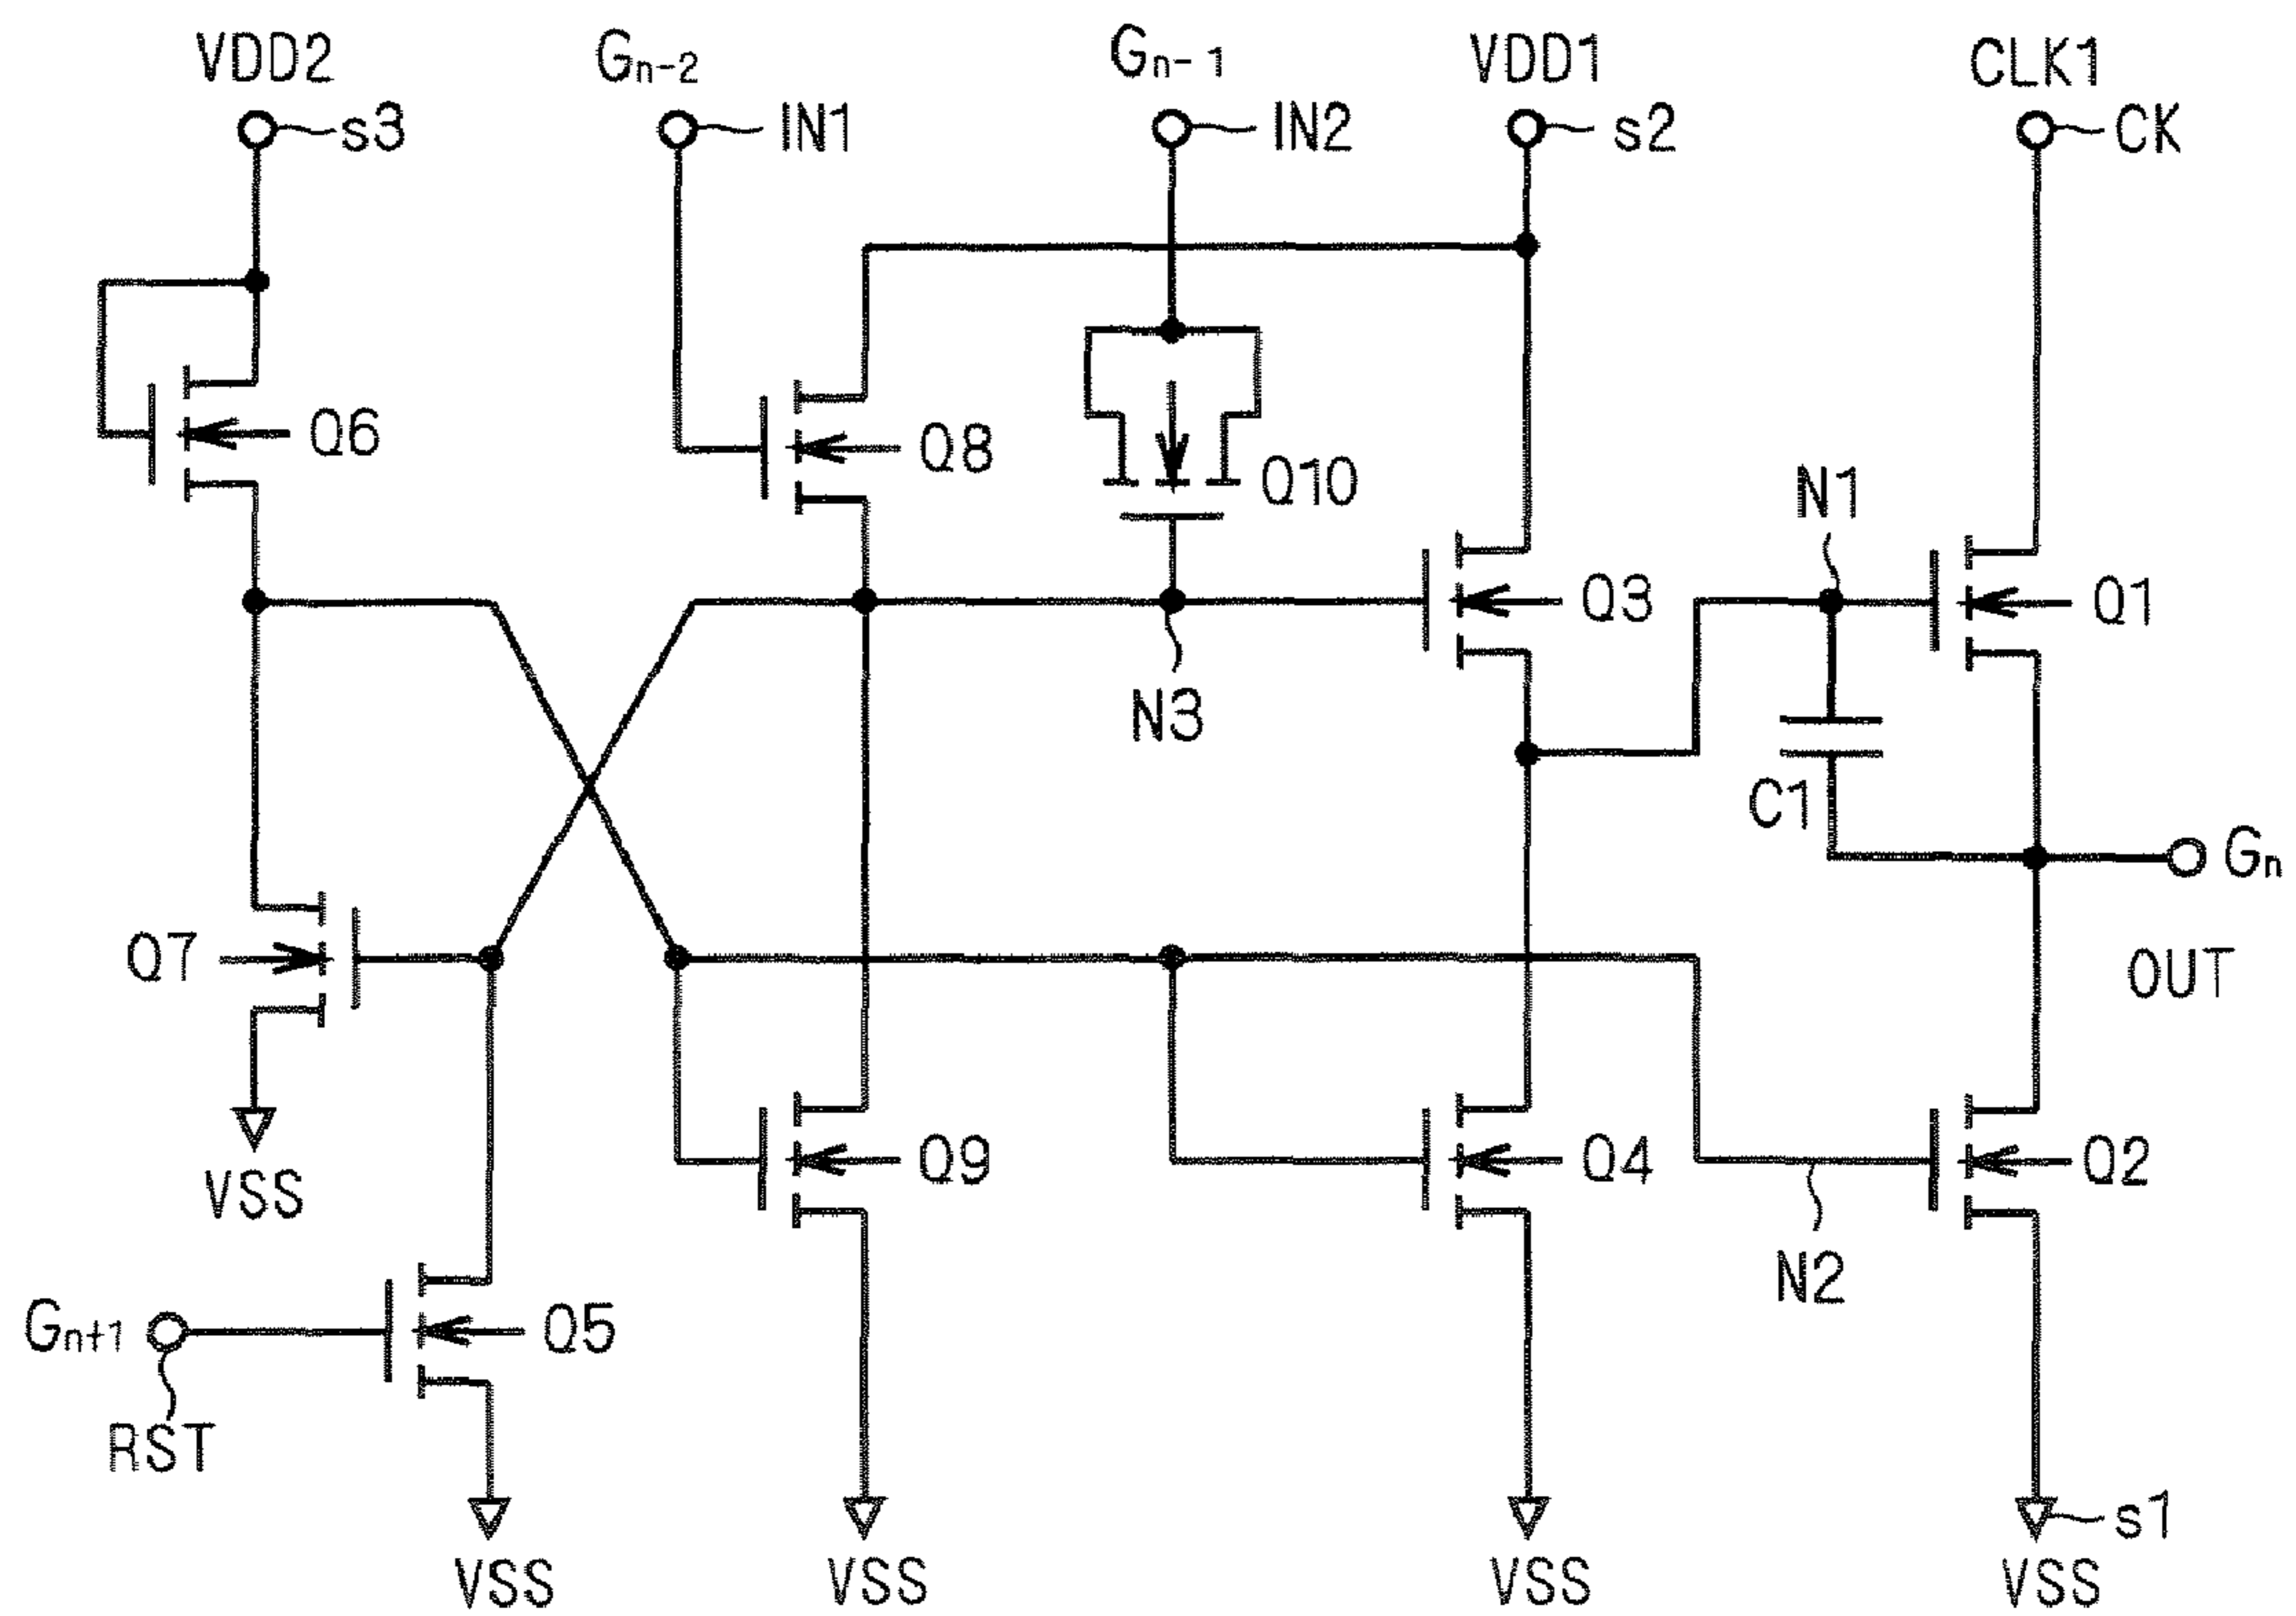 VDD2
Gn-2
Gn-1
VDD1
CLK1
s3
IN1
IN2
s2
CK
Q6
Q8
Q10
N1
Q3
Q1
N3
C1
Gn
Q7
OUT
Q9
Q4
Q2
VSS
N2
Gn+1
Q5
RST
s1
VSS
VSS
VSS
VSS